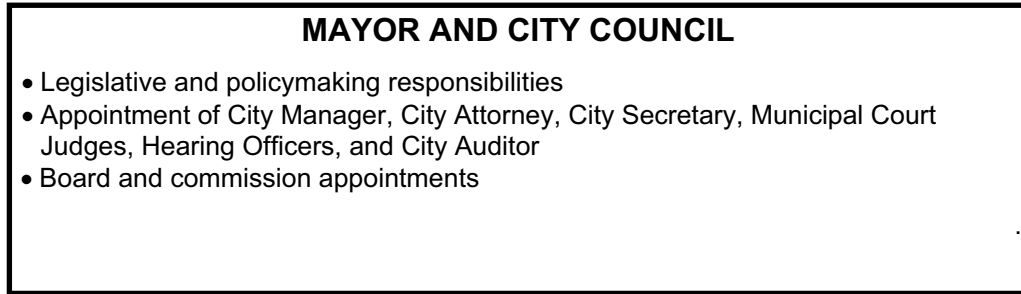 MAYOR AND CITY COUNCIL
• Legislative and policymaking responsibilities
• Appointment of City Manager, City Attorney, City Secretary, Municipal Court
Judges, Hearing Officers, and City Auditor
• Board and commission appointments
.